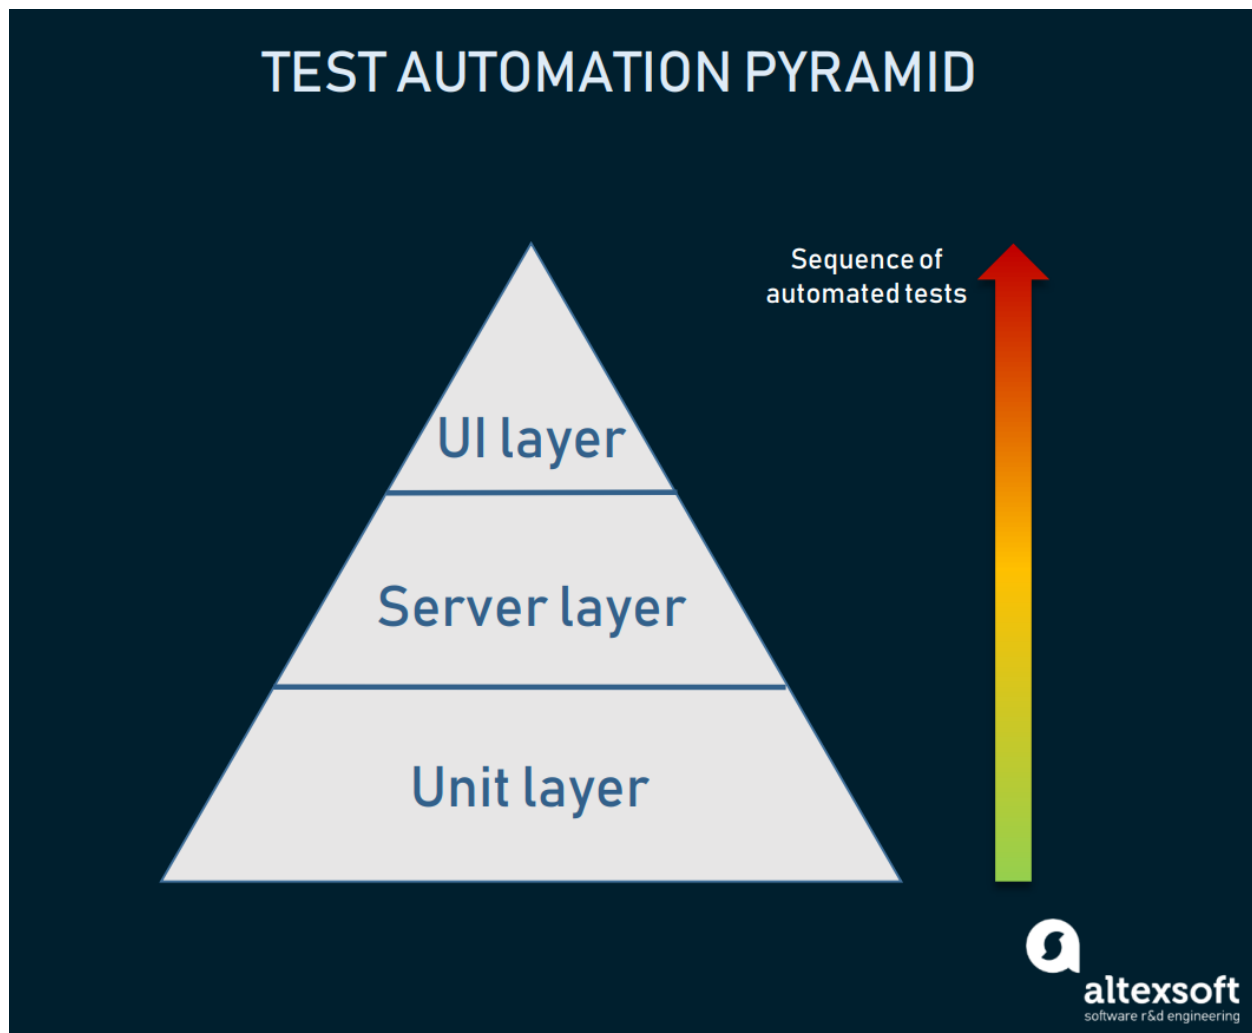 TEST AUTOMATION PYRAMID
Sequence of
automated tests
UI layer
Server layer
Unit layer
altexsoft
software r&d engineering